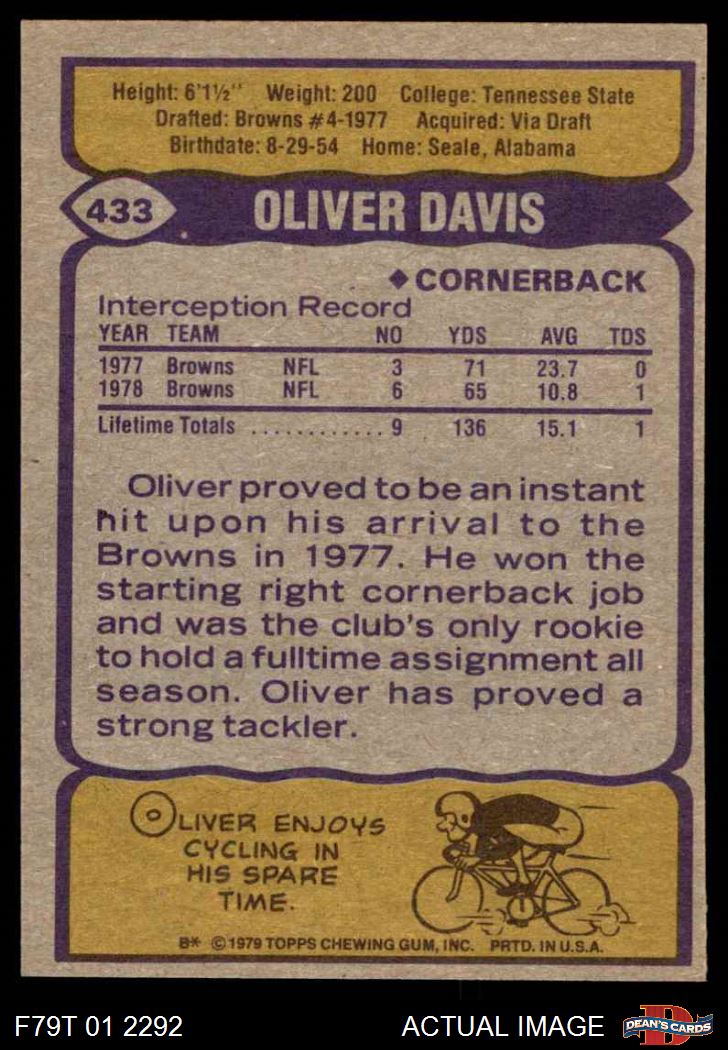 Height: 6'1½" Weight: 200 College: Tennessee State
Drafted: Browns #4-1977 Acquired: Via Draft
Birthdate: 8-29-54 Home: Seale, Alabama
433 OLIVER DAVIS
◆ CORNERBACK
Interception Record
YEAR TEAM NO YDS AVG TDS
1977 Browns NFL 3 71 23.7 0
1978 Browns NFL 6 65 10.8 1
Lifetime Totals ............ 9 136 15.1 1
Oliver proved to be an instant
hit upon his arrival to the
Browns in 1977. He won the
starting right cornerback job
and was the club's only rookie
to hold a fulltime assignment all
season. Oliver has proved a
strong tackler.
OLIVER ENJOYS
CYCLING IN
HIS SPARE
TIME.
B* © 1979 TOPPS CHEWING GUM, INC. PRTD. IN U.S.A.
F79T 01 2292 ACTUAL IMAGE D DEAN'S CARDS